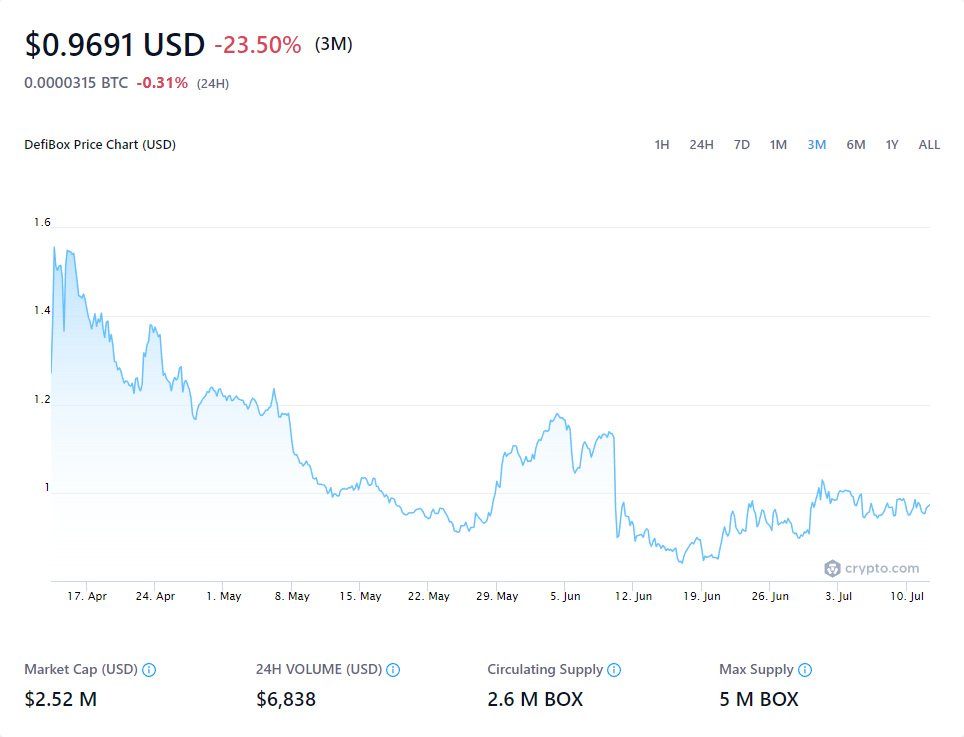 $0.9691 USD -23.50% (3M)
0.0000315 BTC -0.31% (24H)
DefiBox Price Chart (USD)
1H 24H 7D 1M 3M 6M 1Y ALL
1.6
1.4
1.2
1
crypto.com
17. Apr 24. Apr 1. May 8. May 15. May 22. May 29. May 5. Jun 12. Jun 19. Jun 26. Jun 3. Jul 10. Jul
Market Cap (USD) 24H VOLUME (USD) Circulating Supply Max Supply
$2.52 M $6,838 2.6 M BOX 5 M BOX